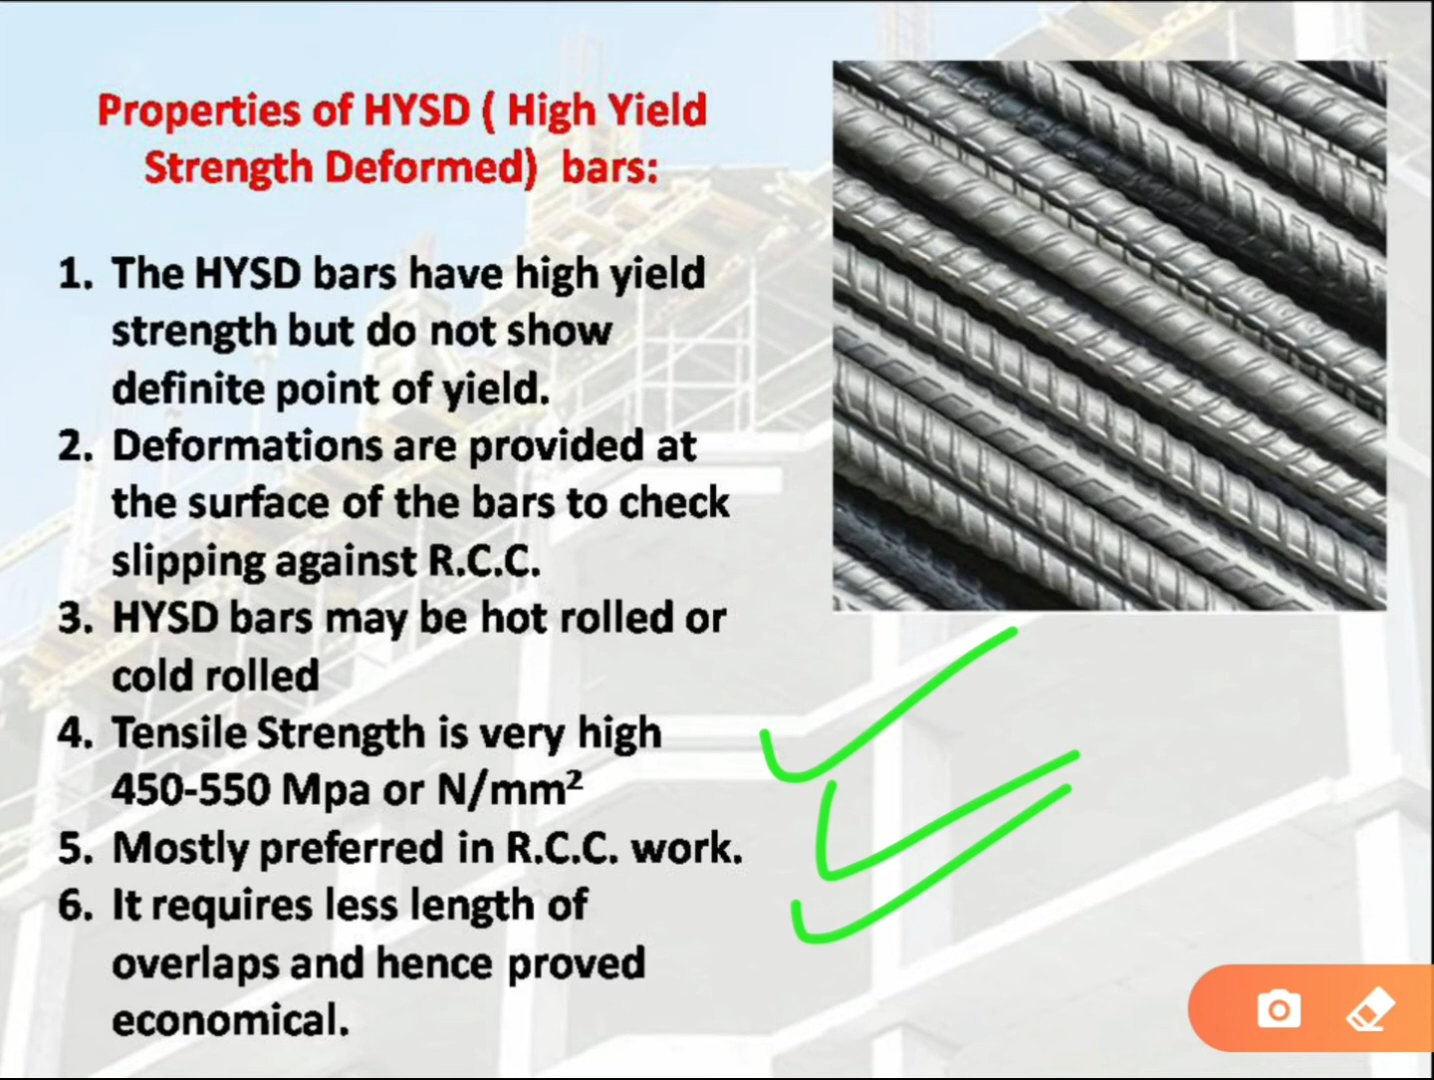 Properties of HYSD ( High Yield
Strength Deformed) bars:
1. The HYSD bars have high yield
strength but do not show
definite point of yield.
2. Deformations are provided at
the surface of the bars to check
slipping against R.C.C.
3. HYSD bars may be hot rolled or
cold rolled
4. Tensile Strength is very high
450-550 Mpa or N/mm²
5. Mostly preferred in R.C.C. work.
6. It requires less length of
overlaps and hence proved
economical.